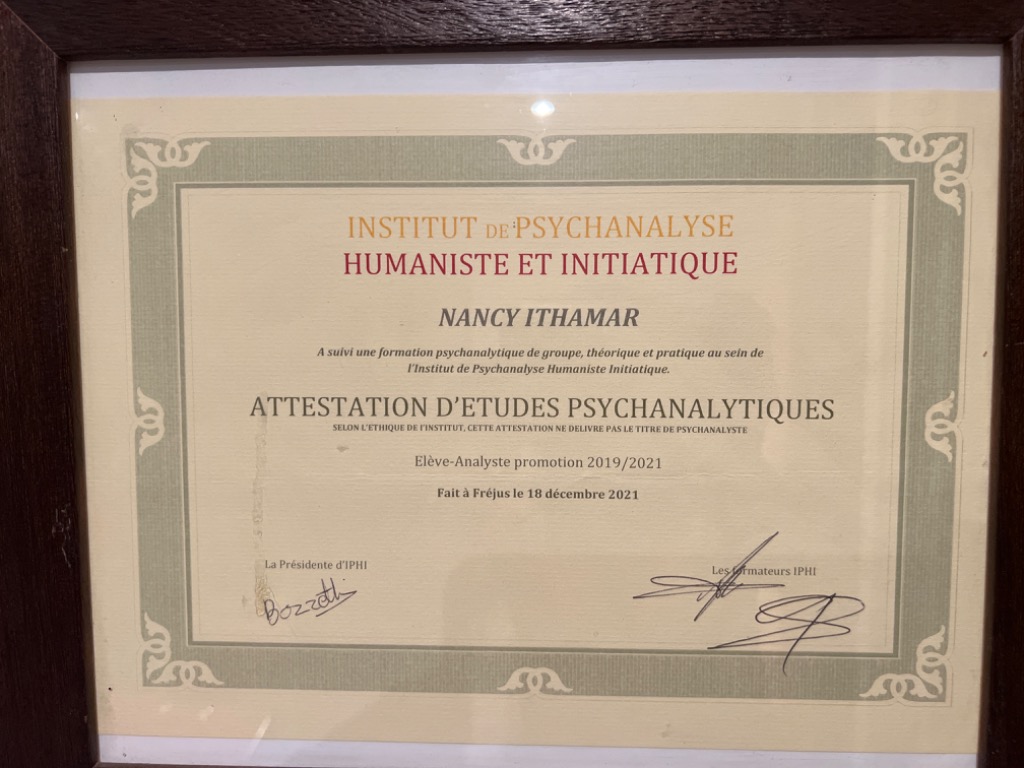 INSTITUT DE PSYCHANALYSE
HUMANISTE ET INITIATIQUE
NANCY ITHAMAR
A suivi une formation psychanalytique de groupe, théorique et pratique au sein de
l'Institut de Psychanalyse Humaniste Initiatique.
ATTESTATION D'ETUDES PSYCHANALYTIQUES
SELON L'ETHIQUE DE l'INSTITUT, CETTE ATTESTATION NE DELIVRE PAS LE TITRE DE PSYCHANALYSTE
Elève-Analyste promotion 2019/2021
Fait à Fréjus le 18 décembre 2021
La Présidente d'IPHI
Les formateurs IPHI